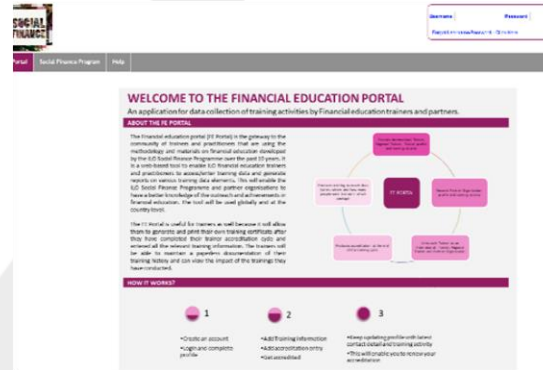 SOCIAL
FINANCE
Username
Password
Portal
Social Finance Program
Help
WELCOME TO THE FINANCIAL EDUCATION PORTAL
An application for data collection of training activities by Financial education trainers and partners.
ABOUT THE FE PORTAL
The Financial education portal (FE Portal) is the gateway to the
community of trainers and practitioners that are using the
methodology and materials on financial education developed
by the ILO Social Finance Programme over the past 10 years. It
is a web-based tool to enable ILO financial education trainers
and practitioners to access/enter training data and generate
reports on various training data elements. This will enable the
ILO Social Finance Programme and partner organisations to
have a better knowledge of the outreach and achievements in
financial education. The tool will be used globally and at the
country level.
The FE Portal is useful for trainers as well because it will allow
them to generate and print their own training certificate after
they have completed their trainer accreditation cycle and
entered all the relevant training information. The trainers will
be able to maintain a paperless documentation of their
training history and can view the impact of the trainings they
have conducted.
FE PORTAL
HOW IT WORKS?
1
2
3
•Create an account
•Login and complete
profile
•Add Training information
•Add accreditation entry
•Get accredited
•Keep updating profile with latest
contact detail and training activity
•This will enable you to renew your
accreditation